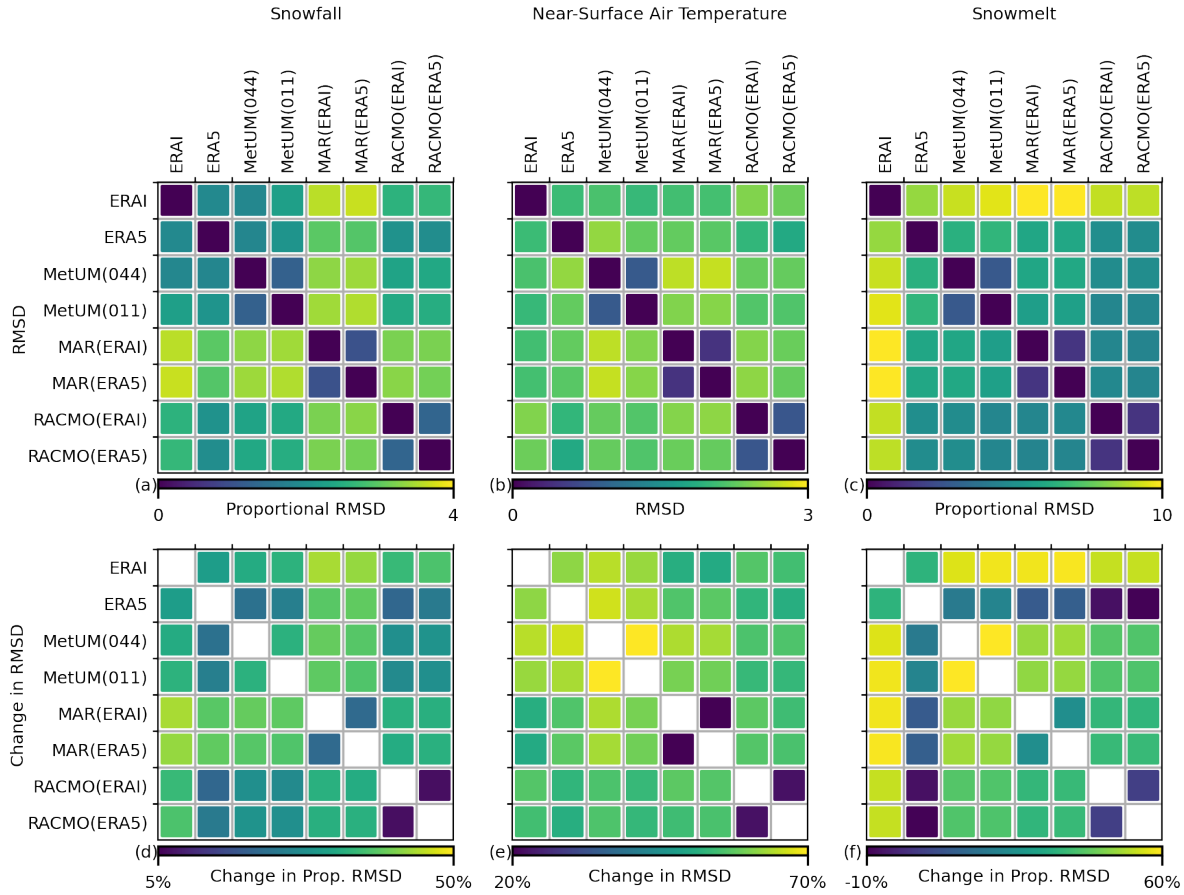 Snowfall Near-Surface Air Temperature Snowmelt
ERAI ERA5 MetUM(044) MetUM(011) MAR(ERAI) MAR(ERA5) RACMO(ERAI) RACMO(ERA5) ERAI ERA5 MetUM(044) MetUM(011) MAR(ERAI) MAR(ERA5) RACMO(ERAI) RACMO(ERA5) ERAI ERA5 MetUM(044) MetUM(011) MAR(ERAI) MAR(ERA5) RACMO(ERAI) RACMO(ERA5)
RMSD
ERAI
ERA5
MetUM(044)
MetUM(011)
MAR(ERAI)
MAR(ERA5)
RACMO(ERAI)
RACMO(ERA5)
(a) (b) (c)
0 Proportional RMSD 4 0 RMSD 3 0 Proportional RMSD 10
Change in RMSD
ERAI
ERA5
MetUM(044)
MetUM(011)
MAR(ERAI)
MAR(ERA5)
RACMO(ERAI)
RACMO(ERA5)
(d) (e) (f)
5% Change in Prop. RMSD 50% 20% Change in RMSD 70% -10% Change in Prop. RMSD 60%